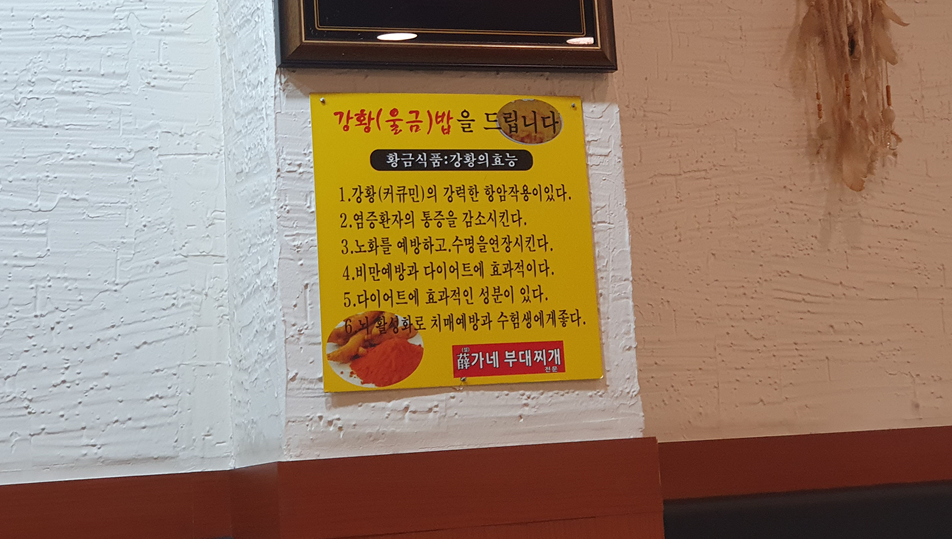 강황(울금)밥을 드립니다
황금식품:강황의효능
1.강황(커큐민)의 강력한 항암작용이있다.
2.염증환자의 통증을 감소시킨다.
3.노화를 예방하고,수명을연장시킨다.
4.비만예방과 다이어트에 효과적이다.
5.다이어트에 효과적인 성분이 있다.
6.뇌 활성화로 치매예방과 수험생에게좋다.
(설)
薛가네 부대찌개
전문